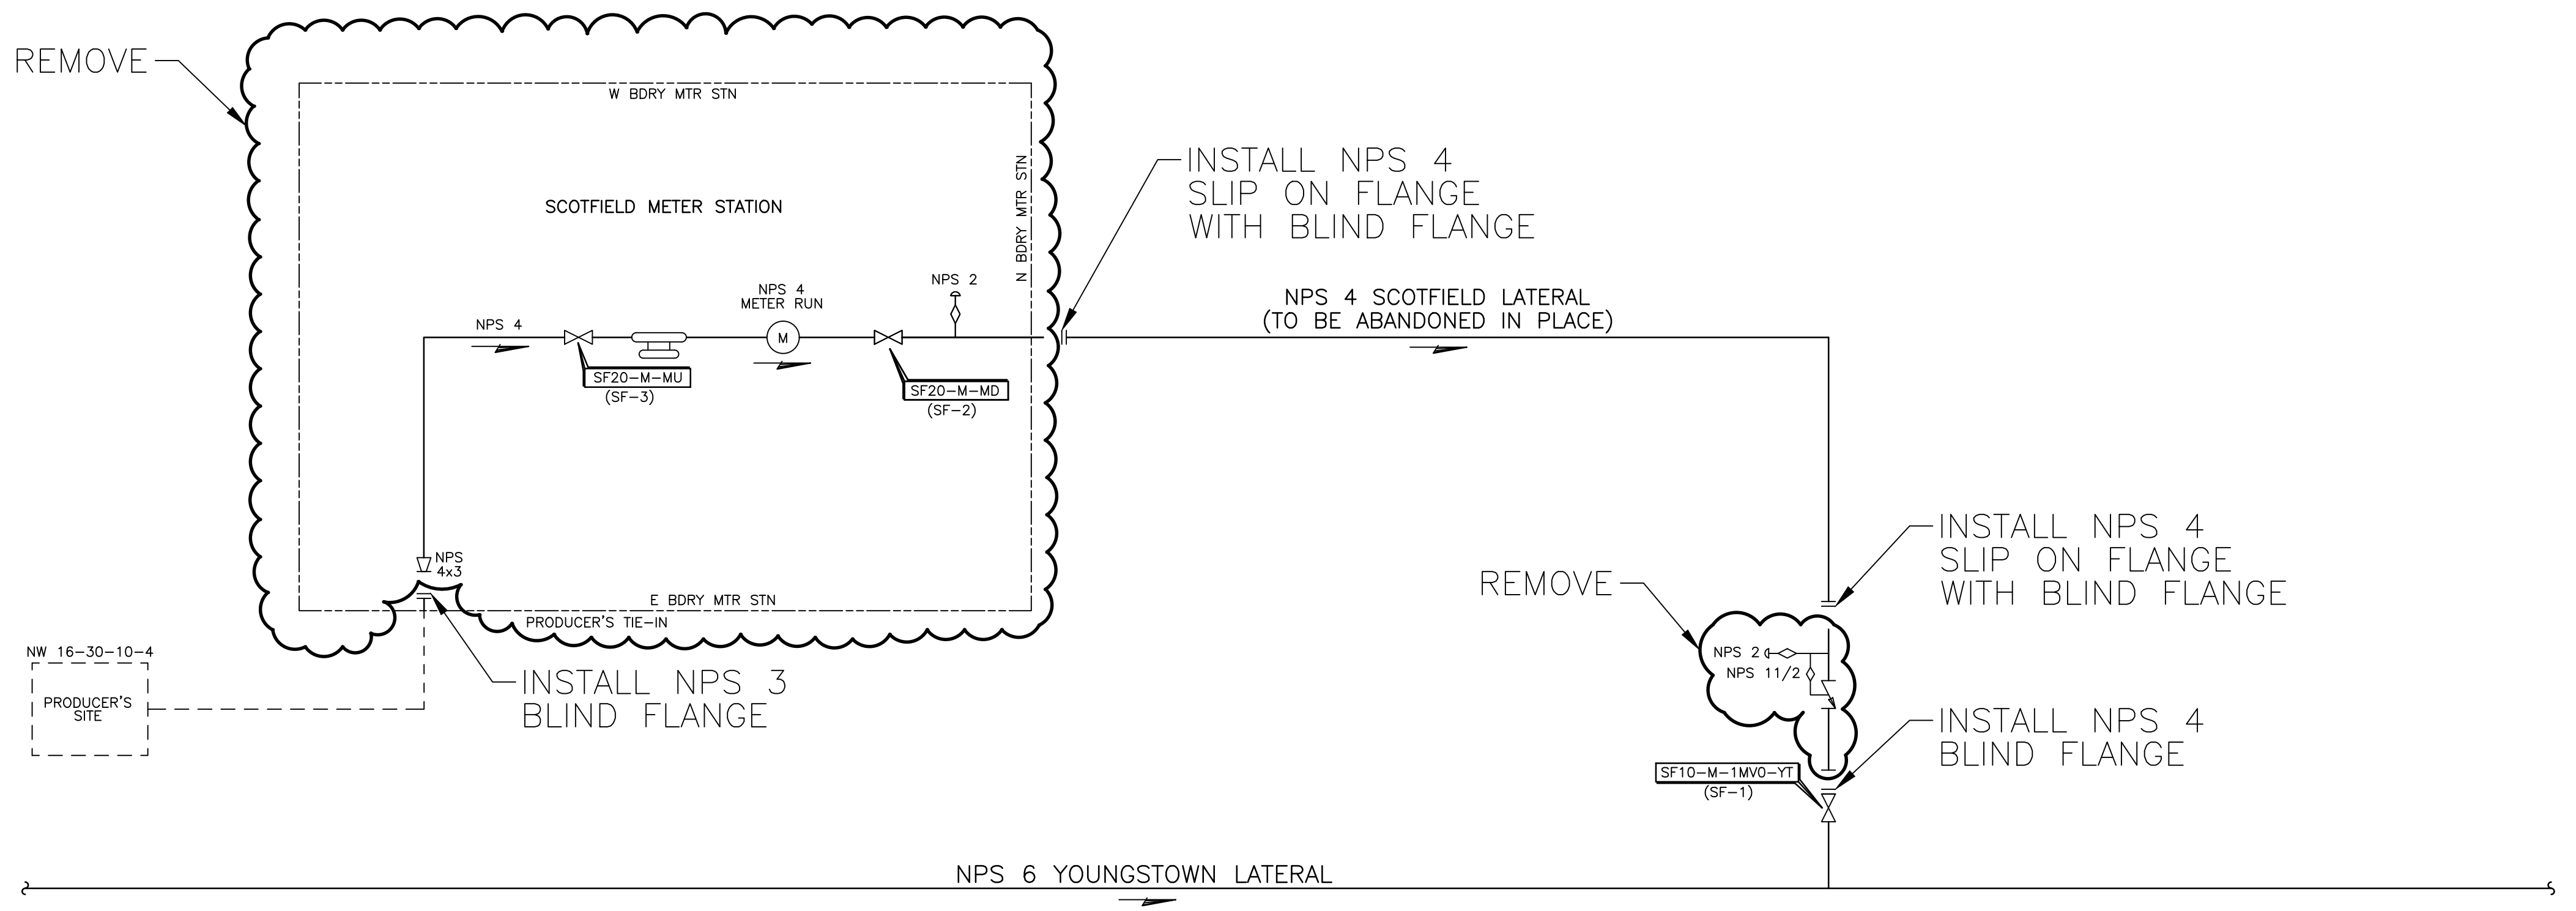 REMOVE
W BDRY MTR STN
N BDRY MTR STN
SCOTFIELD METER STATION
INSTALL NPS 4
SLIP ON FLANGE
WITH BLIND FLANGE
NPS 2
NPS 4
METER RUN
M
NPS 4
NPS 4 SCOTFIELD LATERAL
(TO BE ABANDONED IN PLACE)
SF20-M-MU
(SF-3)
SF20-M-MD
(SF-2)
NPS
4x3
E BDRY MTR STN
PRODUCER'S TIE-IN
NW 16-30-10-4
PRODUCER'S
SITE
INSTALL NPS 3
BLIND FLANGE
INSTALL NPS 4
SLIP ON FLANGE
WITH BLIND FLANGE
REMOVE
NPS 2
NPS 11/2
INSTALL NPS 4
BLIND FLANGE
SF10-M-1MV0-YT
(SF-1)
NPS 6 YOUNGSTOWN LATERAL